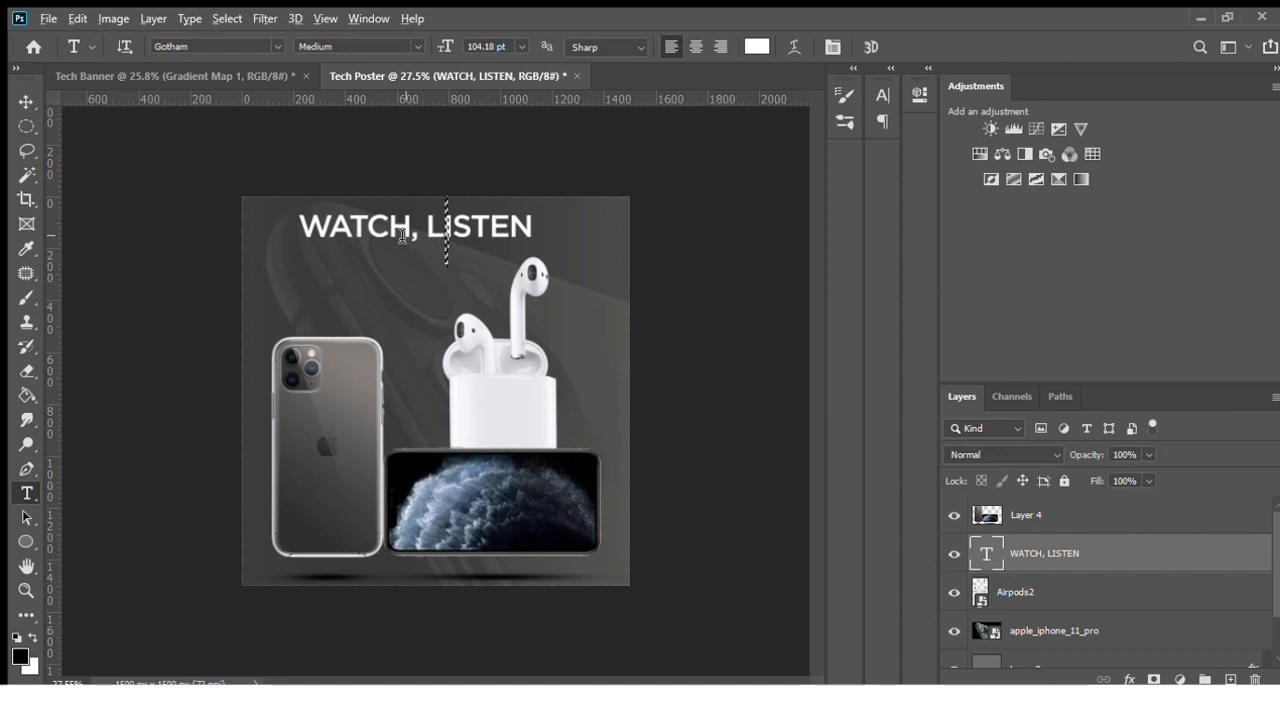 Ps File Edit Image Layer Type Select Filter 3D View Window Help
T Gotham Medium 104.18 pt aa Sharp 3D
Tech Banner @ 25.8% (Gradient Map 1, RGB/8#) * × Tech Poster @ 27.5% (WATCH, LISTEN, RGB/8#) * ×
600 400 200 0 200 400 600 800 1000 1200 1400 1600 1800 2000
Adjustments
Add an adjustment
WATCH, LISTEN
Layers Channels Paths
Kind
Normal Opacity: 100%
Lock: Fill: 100%
Layer 4
T WATCH, LISTEN
Airpods2
apple_iphone_11_pro